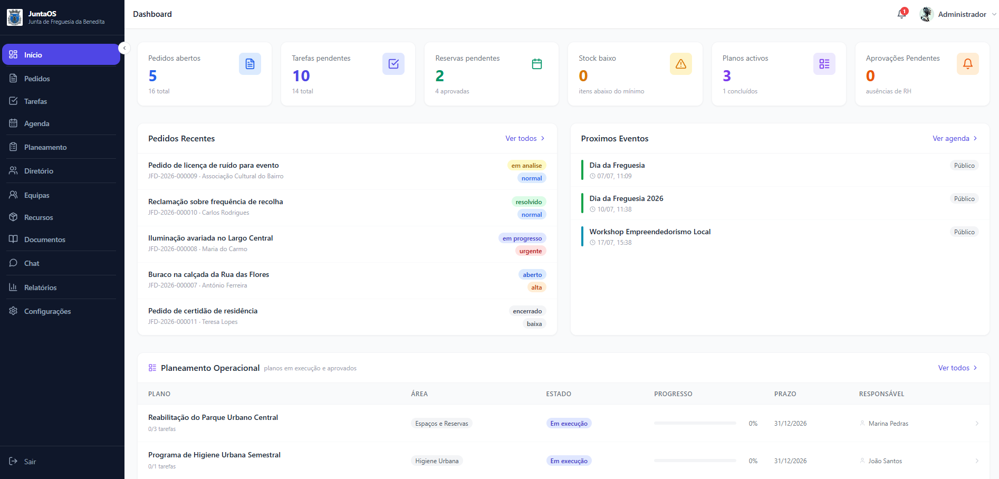 JuntaOS
Junta de Freguesia da Benedita
Início
Pedidos
Tarefas
Agenda
Planeamento
Diretório
Equipas
Recursos
Documentos
Chat
Relatórios
Configurações
Sair
Dashboard
1
Administrador
Pedidos abertos
5
16 total
Tarefas pendentes
10
14 total
Reservas pendentes
2
4 aprovadas
Stock baixo
0
itens abaixo do mínimo
Planos activos
3
1 concluídos
Aprovações Pendentes
0
ausências de RH
Pedidos Recentes
Ver todos
Pedido de licença de ruído para evento
em analise
JFD-2026-000009 · Associação Cultural do Bairro
normal
Reclamação sobre frequência de recolha
resolvido
JFD-2026-000010 · Carlos Rodrigues
normal
Iluminação avariada no Largo Central
em progresso
JFD-2026-000008 · Maria do Carmo
urgente
Buraco na calçada da Rua das Flores
aberto
JFD-2026-000007 · António Ferreira
alta
Pedido de certidão de residência
encerrado
JFD-2026-000011 · Teresa Lopes
baixa
Proximos Eventos
Ver agenda
Dia da Freguesia
Público
07/07, 11:09
Dia da Freguesia 2026
Público
10/07, 11:38
Workshop Empreendedorismo Local
Público
17/07, 15:38
Planeamento Operacional planos em execução e aprovados
Ver todos
PLANO ÁREA ESTADO PROGRESSO PRAZO RESPONSÁVEL
Reabilitação do Parque Urbano Central
0/3 tarefas
Espaços e Reservas Em execução 0% 31/12/2026 Marina Pedras
Programa de Higiene Urbana Semestral
0/1 tarefas
Higiene Urbana Em execução 0% 31/12/2026 João Santos